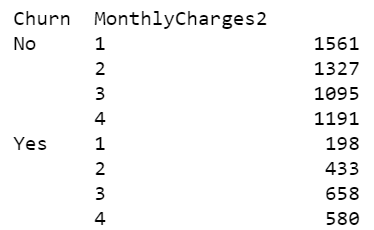 Churn MonthlyCharges2
No 1 1561
2 1327
3 1095
4 1191
Yes 1 198
2 433
3 658
4 580